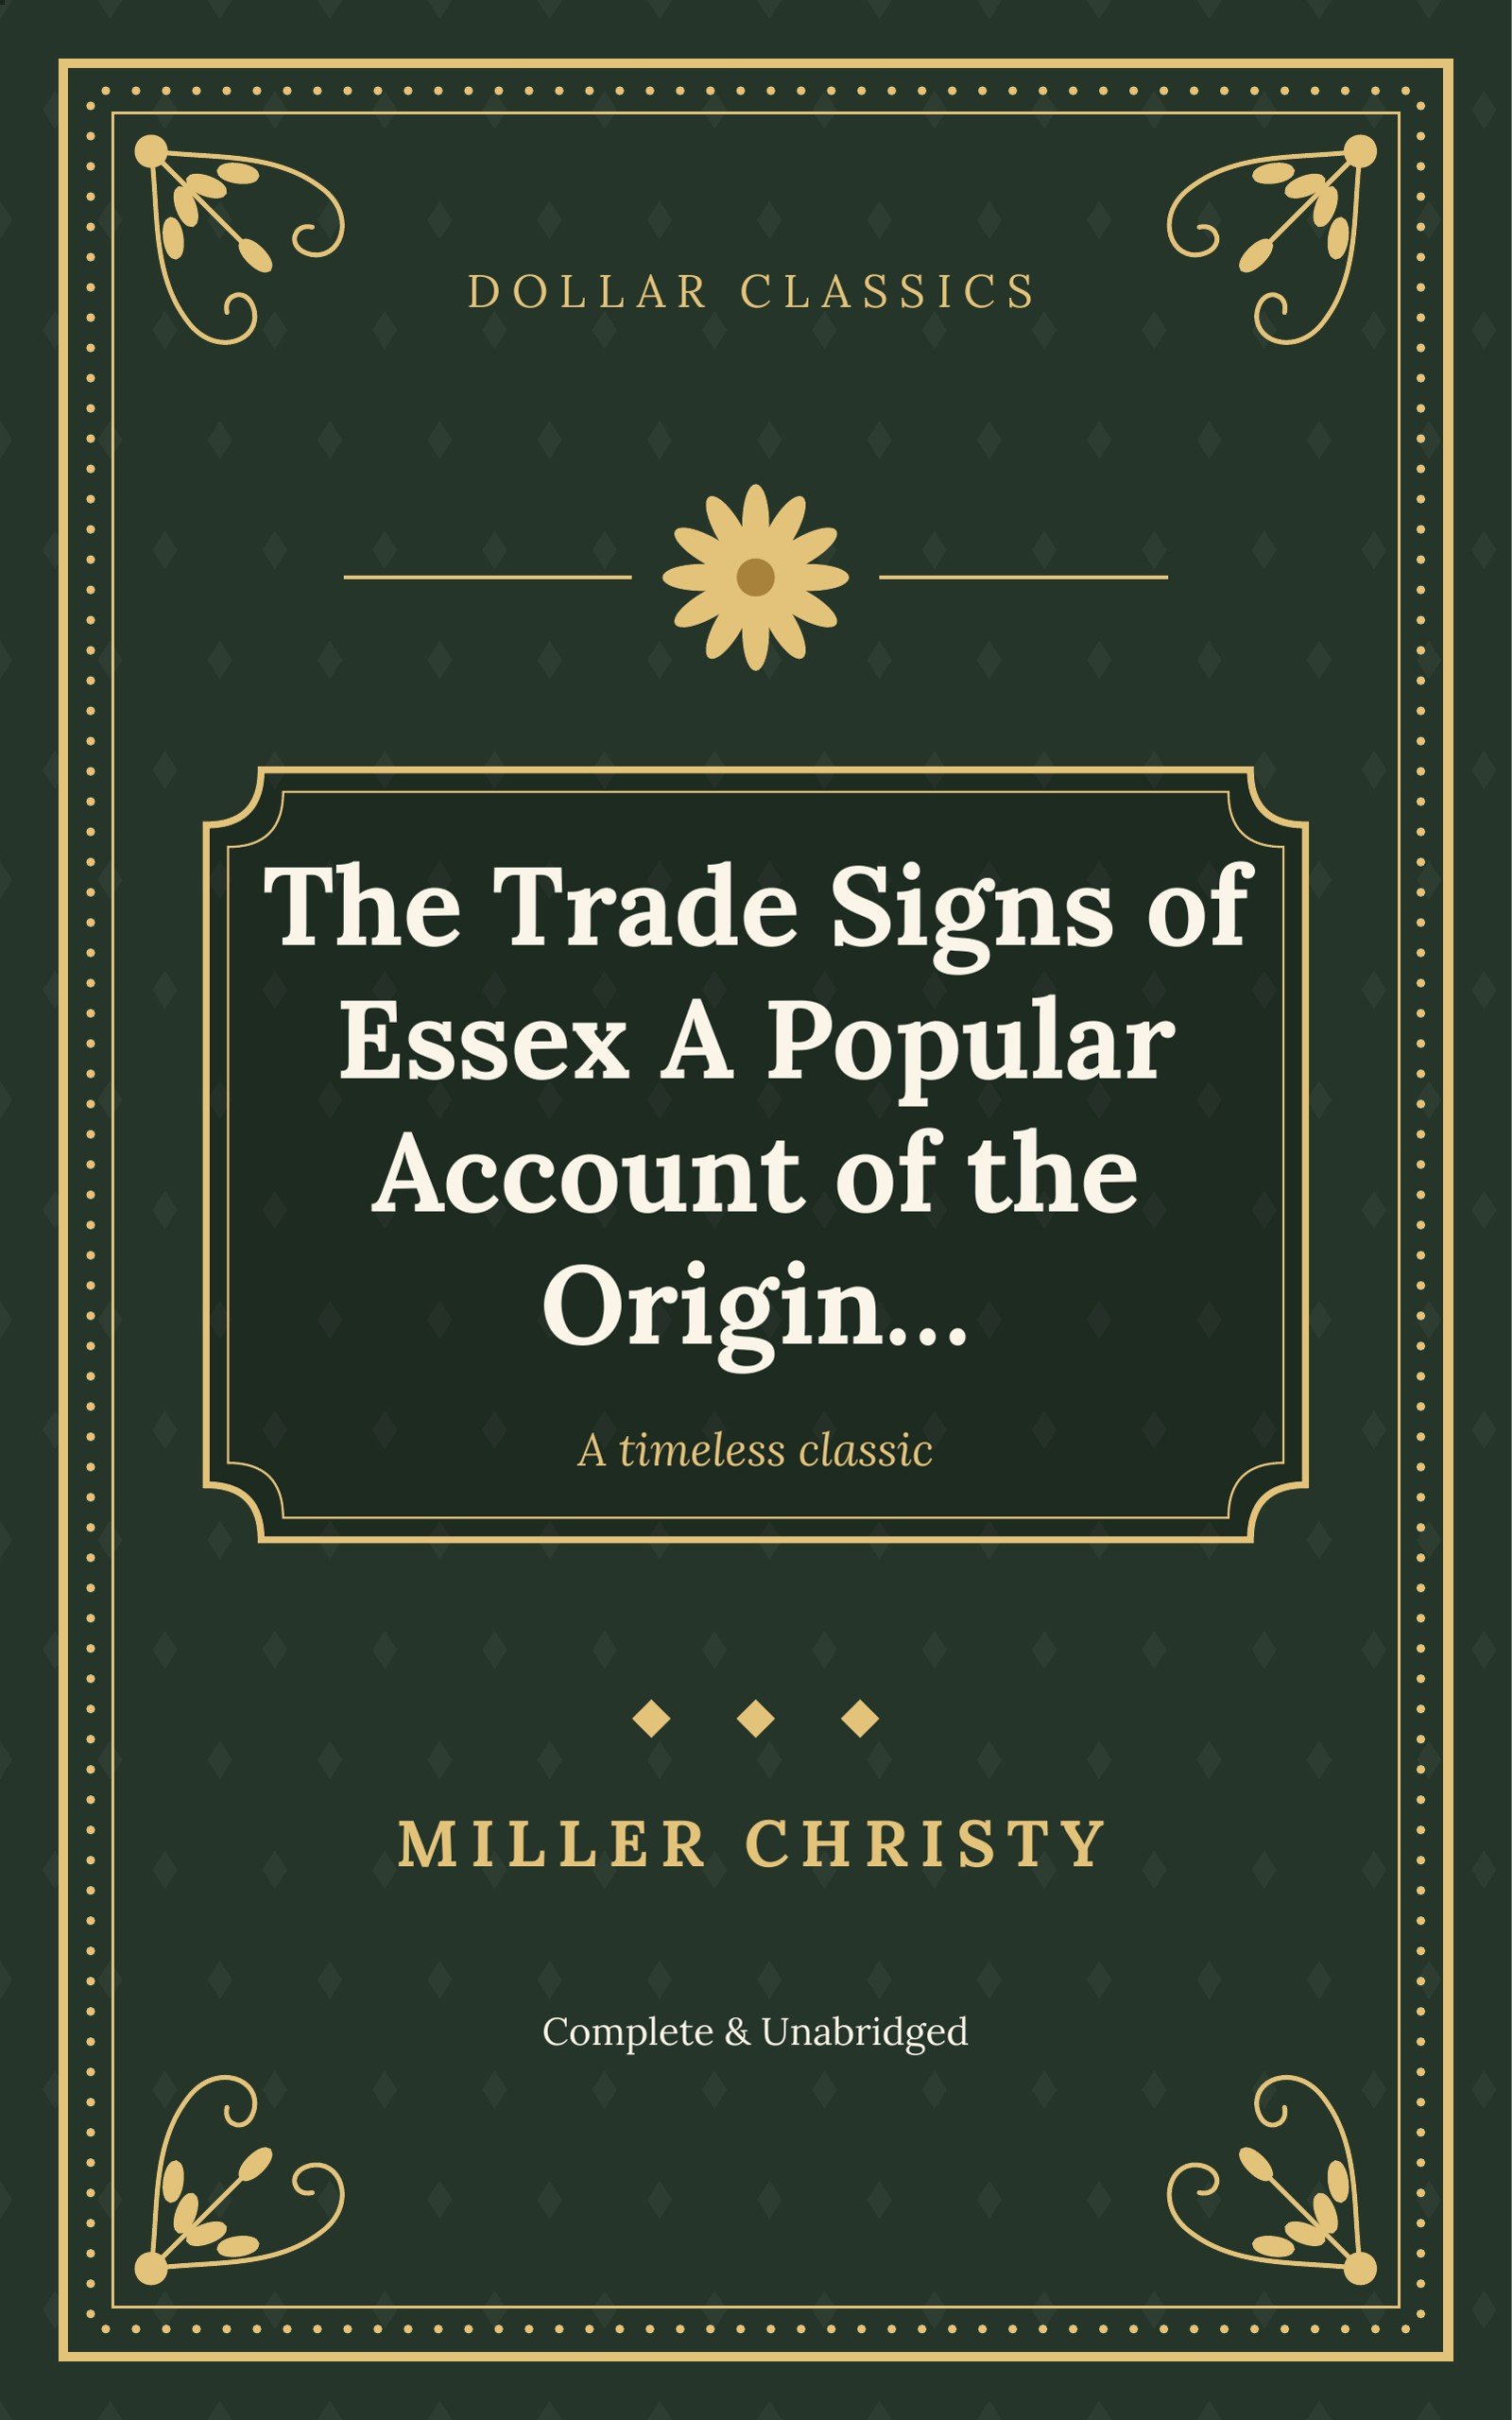 DOLLAR CLASSICS
The Trade Signs of
Essex A Popular
Account of the
Origin...
A timeless classic
MILLER CHRISTY
Complete & Unabridged